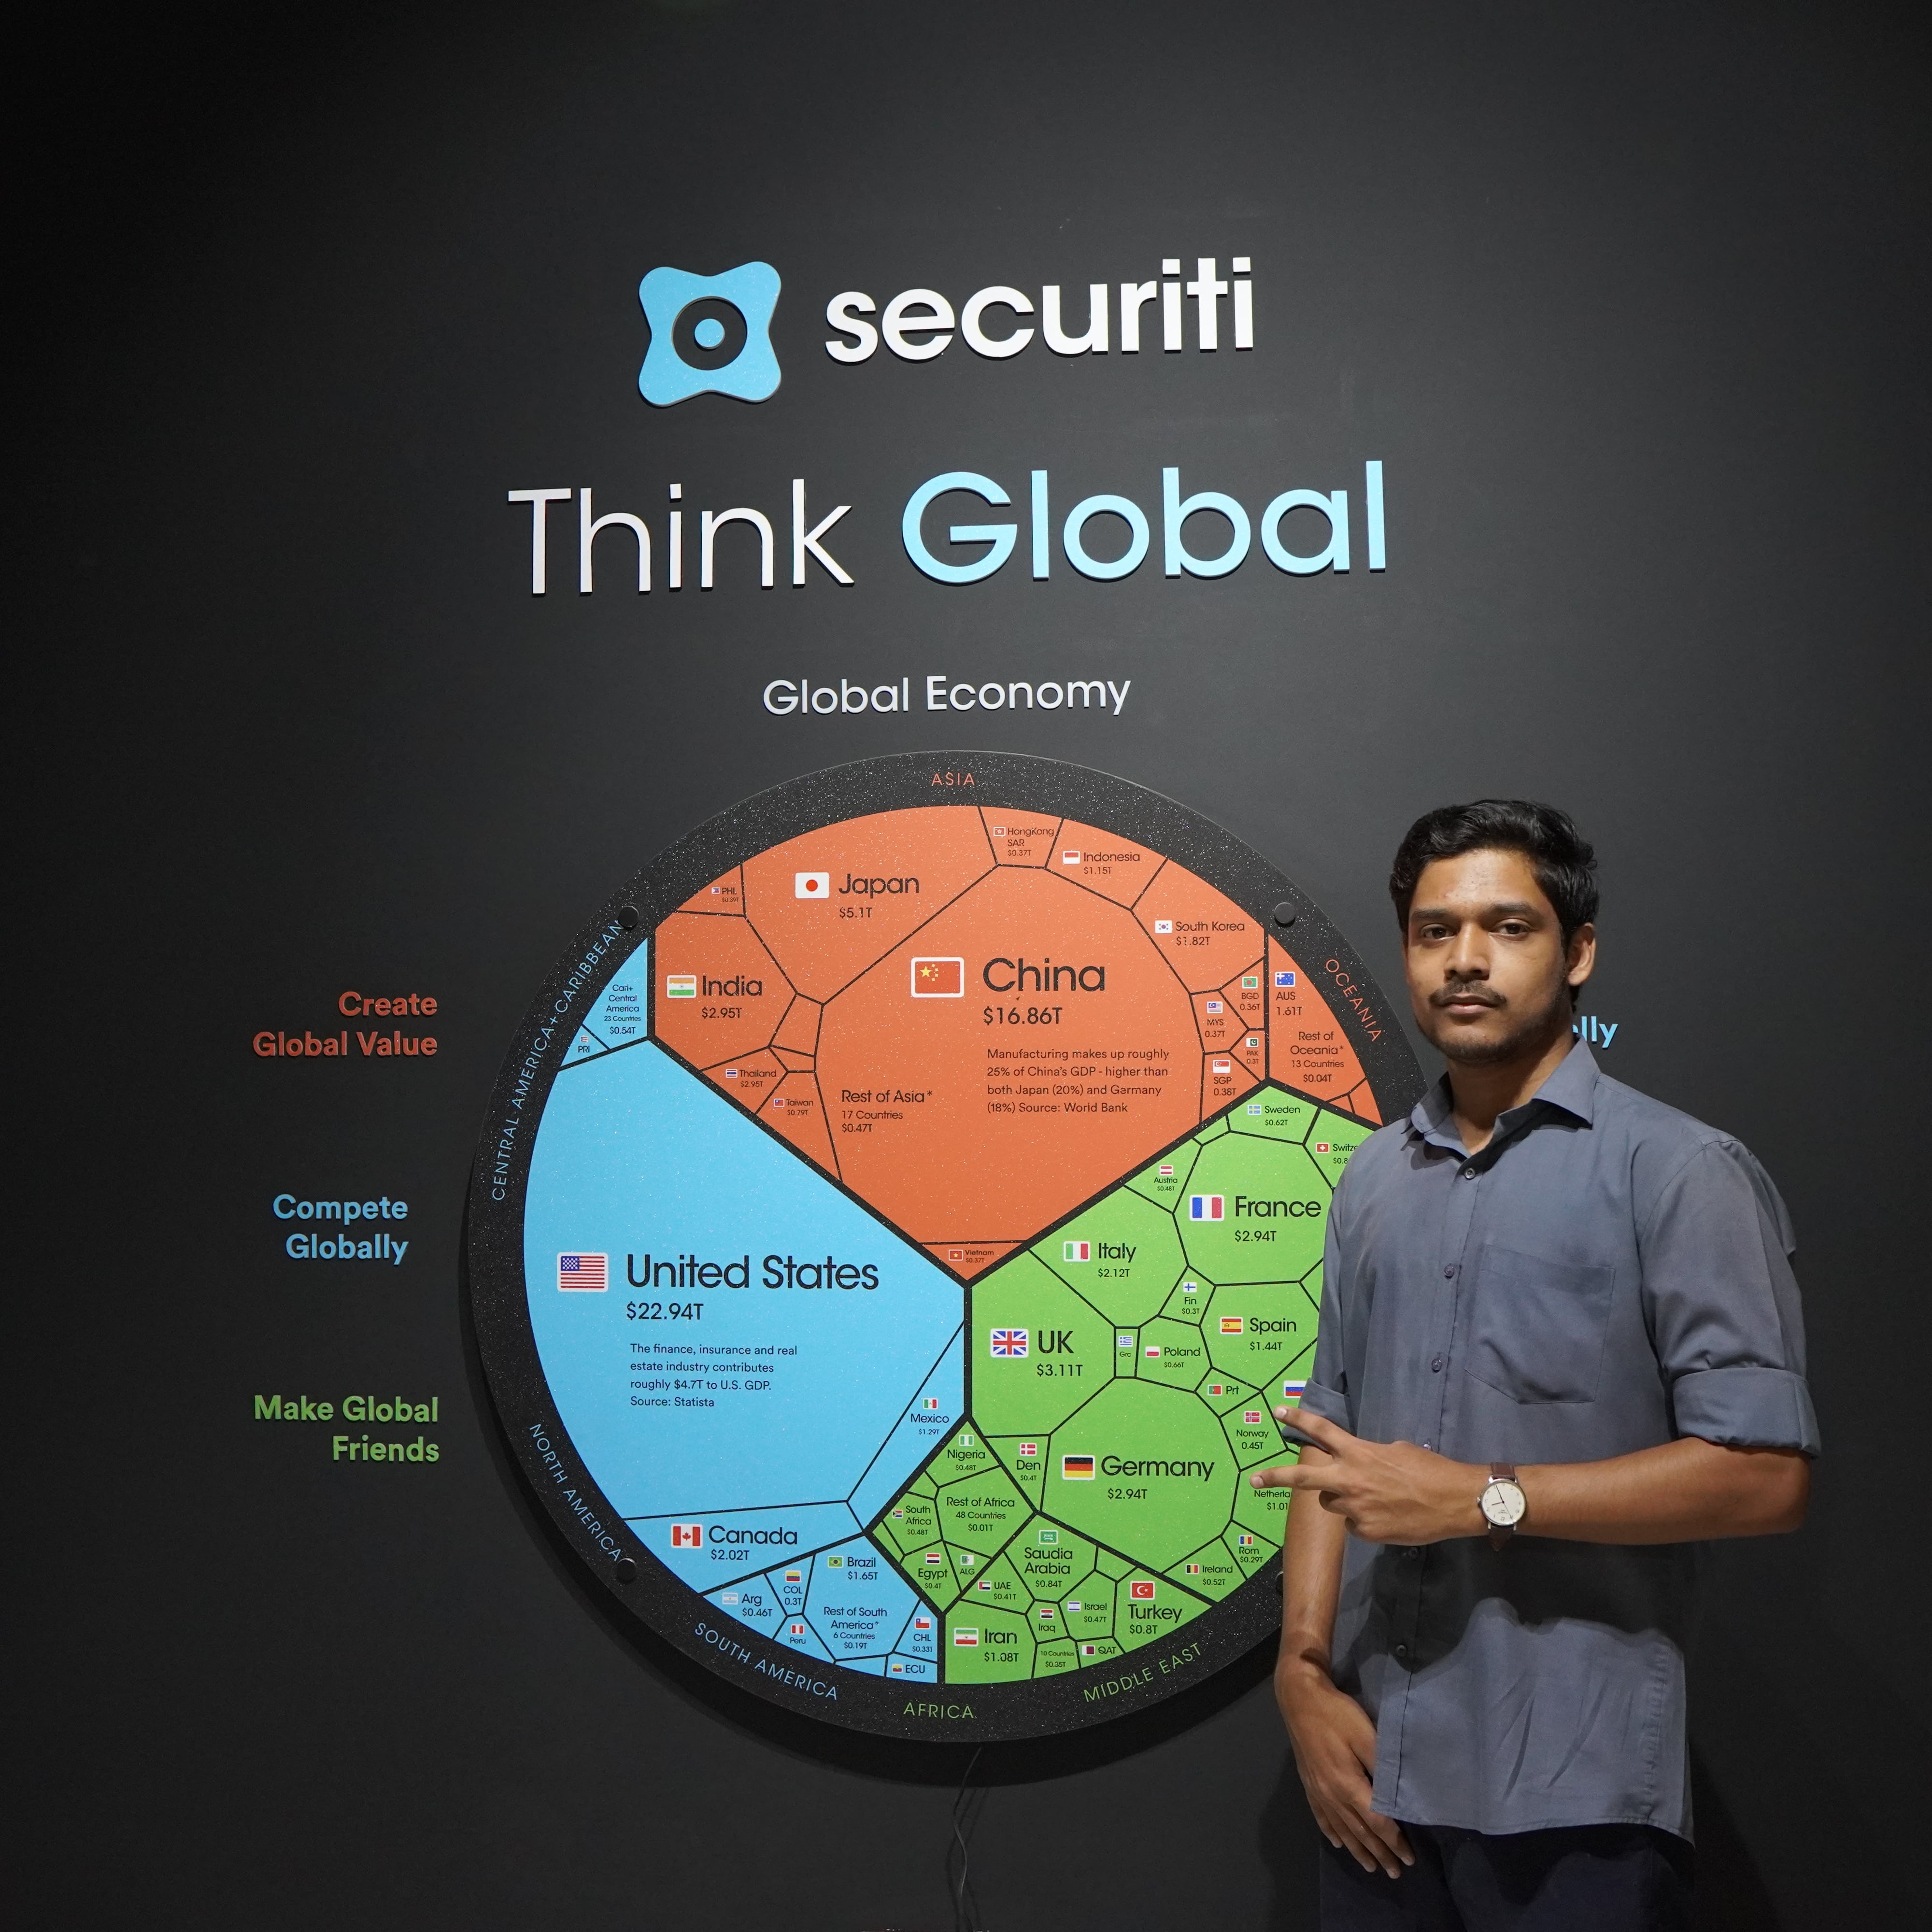 securiti
Think Global
Global Economy
ASIA
OCEANIA
MIDDLE EAST
AFRICA
SOUTH AMERICA
NORTH AMERICA
CENTRAL AMERICA+CARIBBEAN
Create
Global Value
Compete
Globally
Make Global
Friends
HongKong
SAR
$0.37T
Indonesia
$1.15T
Japan
$5.1T
PHL
South Korea
$1.82T
China
$16.86T
Manufacturing makes up roughly
25% of China's GDP - higher than
both Japan (20%) and Germany
(18%) Source: World Bank
India
$2.95T
BGD
0.36T
MYS
0.37T
PAK
0.3T
SGP
0.38T
AUS
1.61T
Rest of
Oceania*
13 Countries
$0.04T
Thailand
$2.95T
Taiwan
$0.79T
Rest of Asia*
17 Countries
$0.47T
Vietnam
$0.37T
Cari+
Central
America
23 Countries
$0.54T
PRI
United States
$22.94T
The finance, insurance and real
estate industry contributes
roughly $4.7T to U.S. GDP.
Source: Statista
Mexico
$1.29T
Canada
$2.02T
Brazil
$1.65T
COL
0.3T
Arg
$0.46T
Peru
Rest of South
America*
6 Countries
$0.19T
CHL
$0.33T
ECU
Sweden
$0.62T
Switze
$0.8
Austria
$0.48T
France
$2.94T
Italy
$2.12T
Fin
$0.3T
Spain
$1.44T
UK
$3.11T
Grc
Poland
$0.66T
Prt
Norway
0.45T
Den
$0.4T
Germany
$2.94T
Netherla
$1.01
Rom
$0.29T
Ireland
$0.52T
Nigeria
$0.48T
South
Africa
$0.48T
Rest of Africa
48 Countries
$0.01T
Egypt
$0.4T
ALG
Saudia
Arabia
$0.84T
UAE
$0.41T
Iraq
Israel
$0.47T
Turkey
$0.8T
Iran
$1.08T
10 Countries
$0.35T
QAT
lly